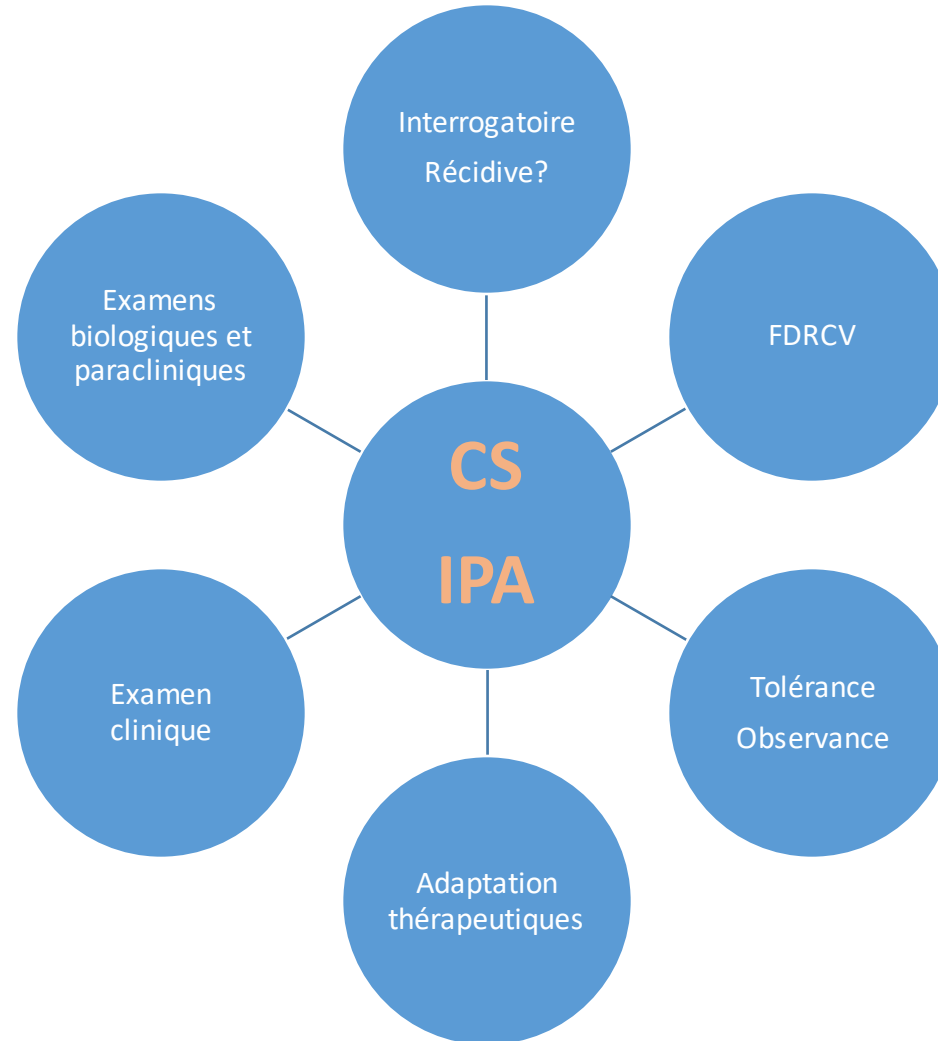 Interrogatoire
Récidive?
FDRCV
Tolérance
Observance
Adaptation
thérapeutiques
Examen
clinique
Examens
biologiques et
paracliniques
CS
IPA